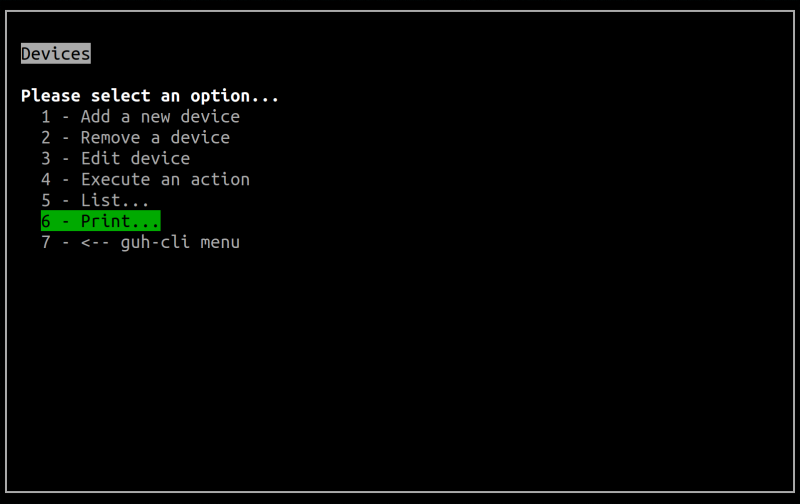 Devices
Please select an option...
1 - Add a new device
2 - Remove a device
3 - Edit device
4 - Execute an action
5 - List...
6 - Print...
7 - <-- guh-cli menu